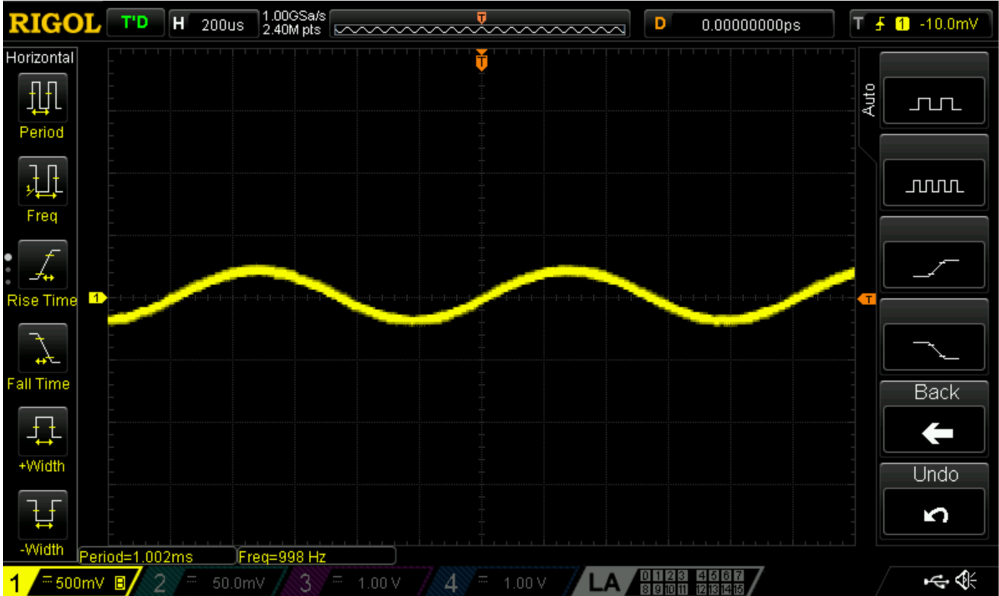 RIGOL T'D H 200us 1.00GSa/s 2.40M pts T D 0.00000000ps T 1 -10.0mV
Horizontal
T
Auto
Period
1/
Freq
Rise Time
1
T
Fall Time
Back
+Width
Undo
-Width
Period=1.002ms Freq=998 Hz
1 500mV B 2 50.0mV 3 1.00 V 4 1.00 V LA 0 1 2 3 4 5 6 7
8 9 10 11 12 13 14 15